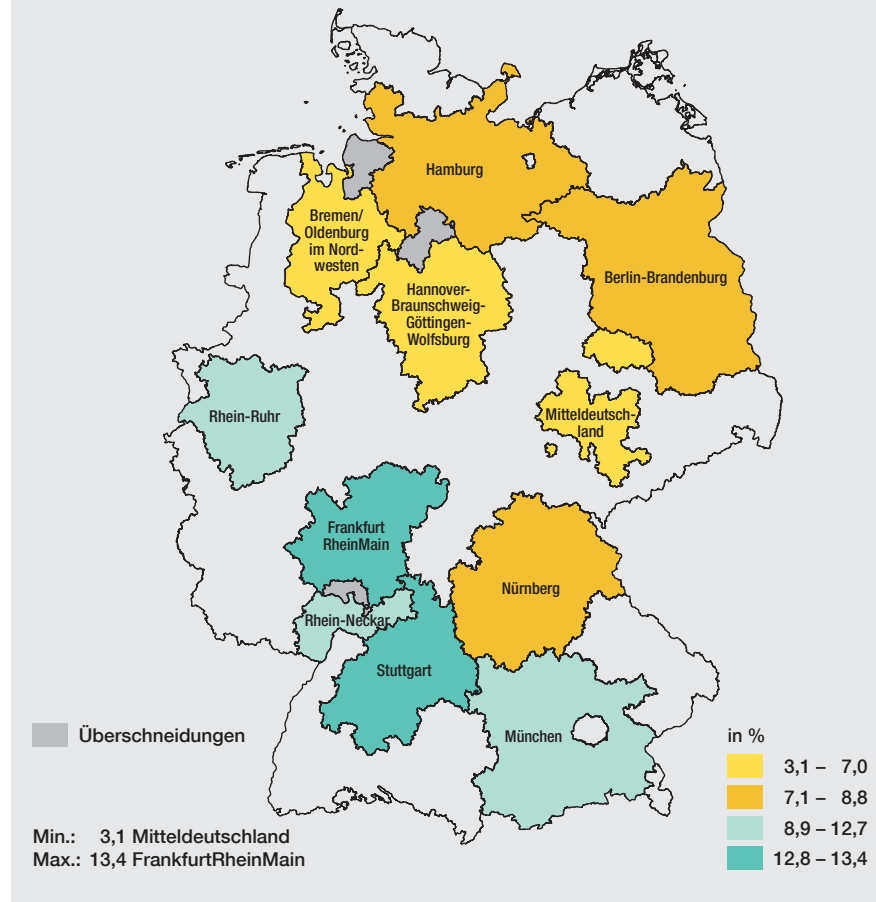 Hamburg
Bremen/
Oldenburg
im Nord-
westen
Berlin-Brandenburg
Hannover-
Braunschweig-
Göttingen-
Wolfsburg
Rhein-Ruhr
Mitteldeutsch-
land
Frankfurt
RheinMain
Nürnberg
Rhein-Neckar
Stuttgart
München
Überschneidungen
in %
3,1 – 7,0
7,1 – 8,8
8,9 – 12,7
12,8 – 13,4
Min.: 3,1 Mitteldeutschland
Max.: 13,4 FrankfurtRheinMain